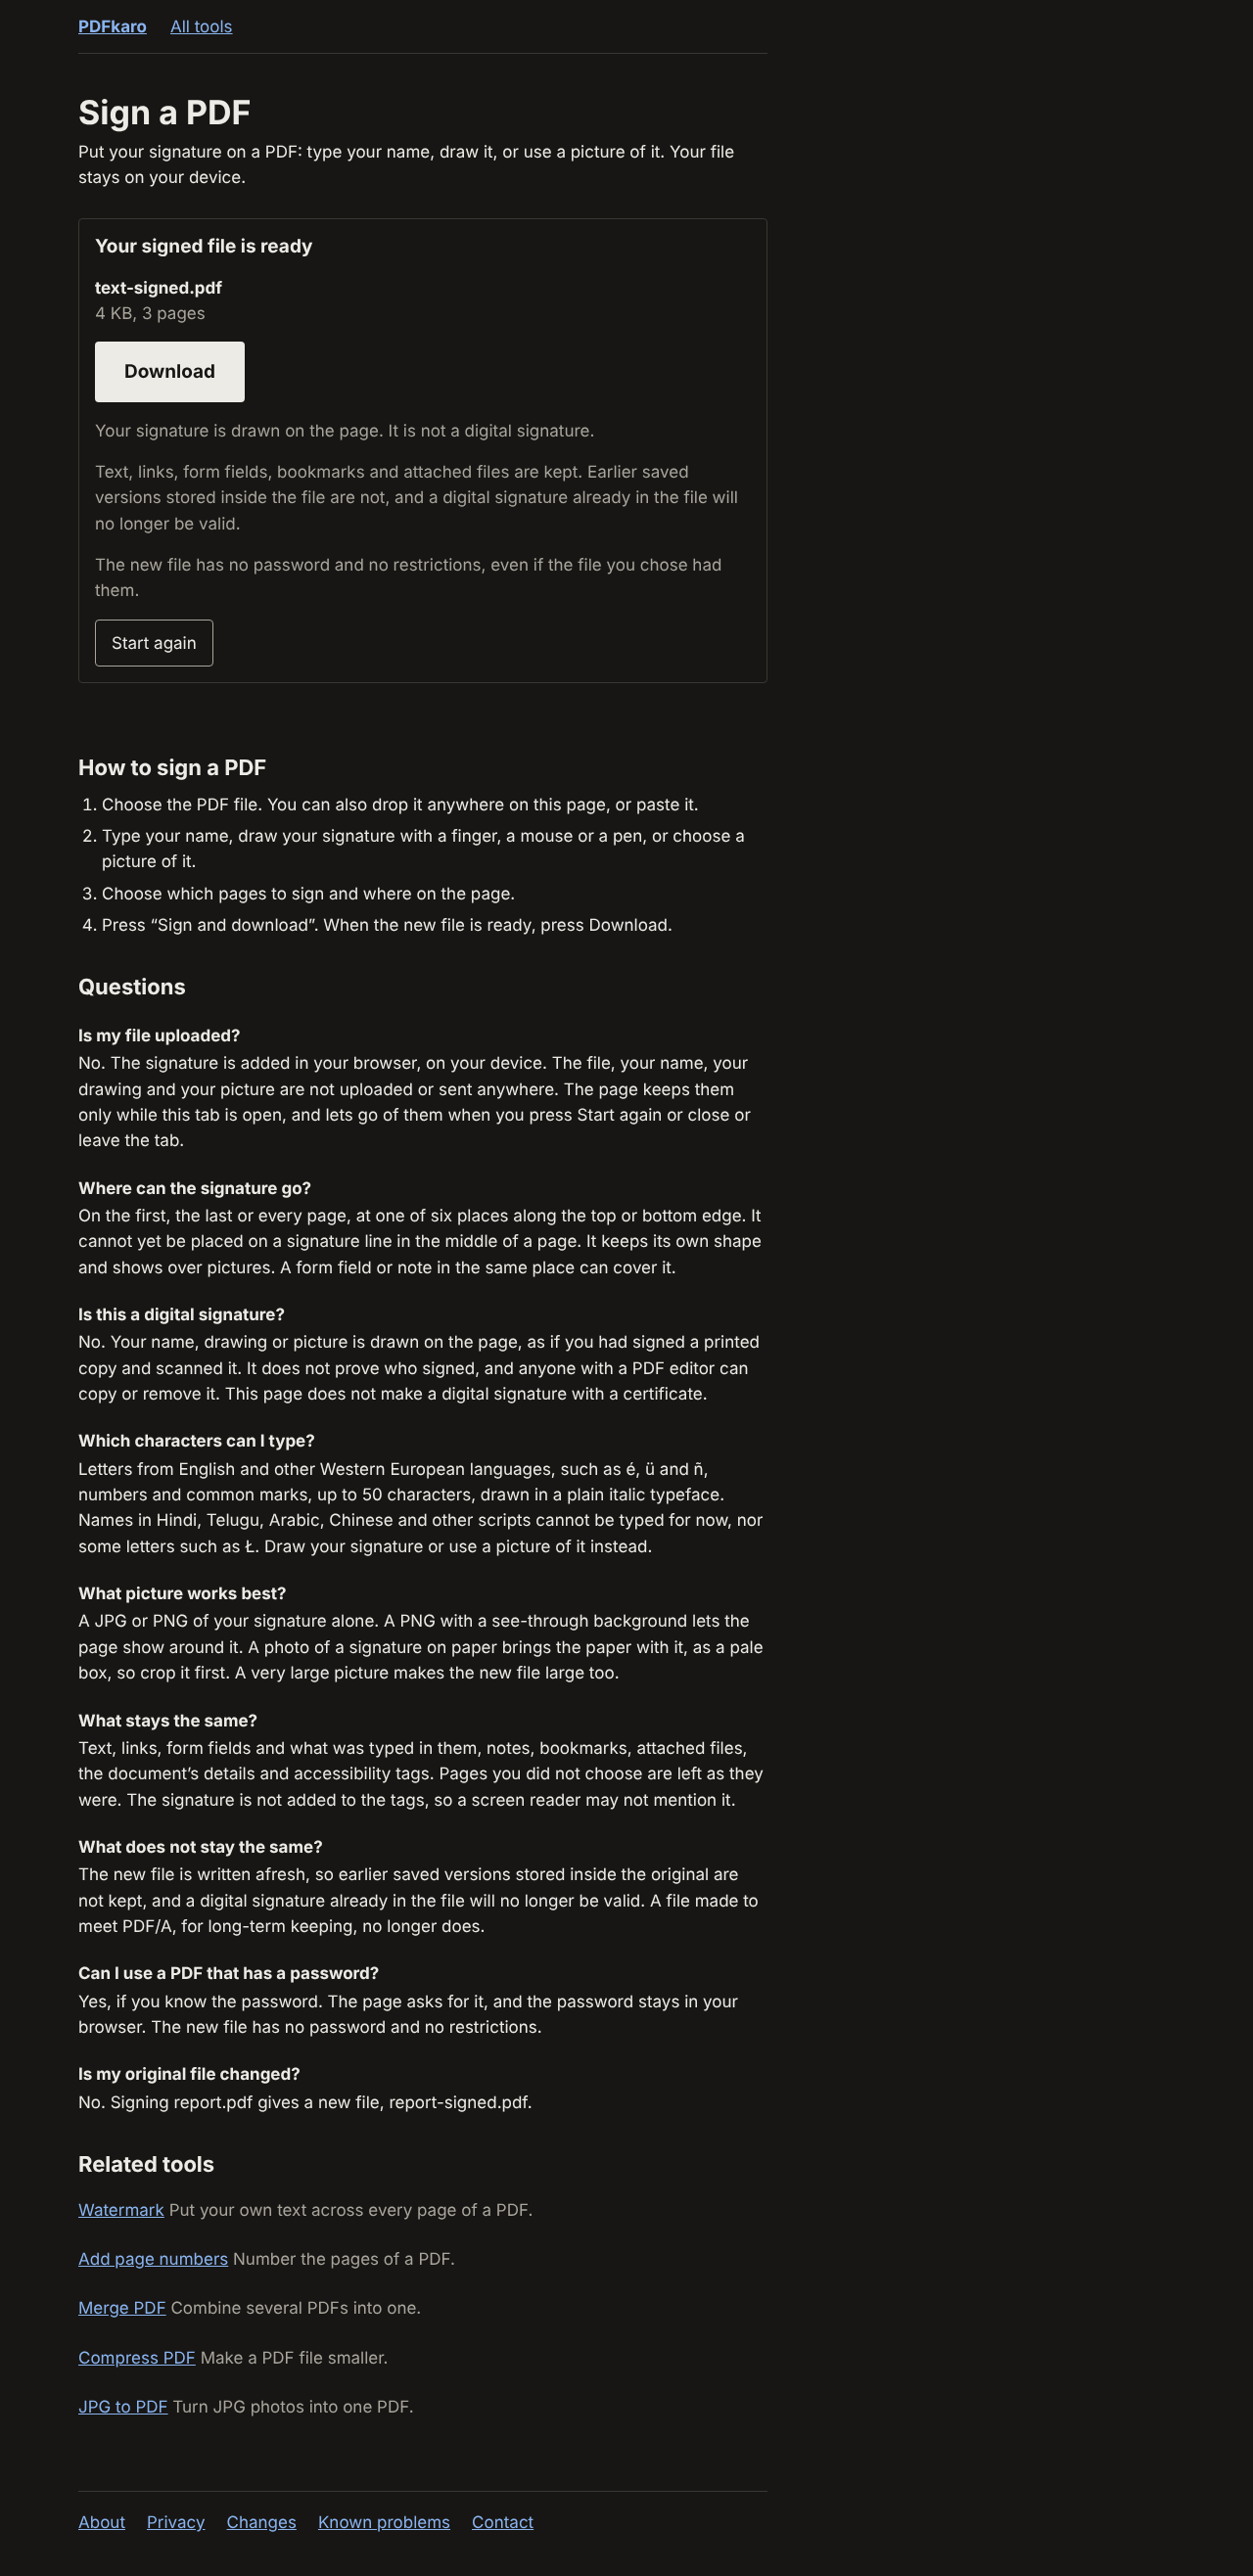 PDFkaro All tools
Sign a PDF
Put your signature on a PDF: type your name, draw it, or use a picture of it. Your file
stays on your device.
Your signed file is ready
text-signed.pdf
4 KB, 3 pages
Download
Your signature is drawn on the page. It is not a digital signature.
Text, links, form fields, bookmarks and attached files are kept. Earlier saved
versions stored inside the file are not, and a digital signature already in the file will
no longer be valid.
The new file has no password and no restrictions, even if the file you chose had
them.
Start again
How to sign a PDF
1. Choose the PDF file. You can also drop it anywhere on this page, or paste it.
2. Type your name, draw your signature with a finger, a mouse or a pen, or choose a
picture of it.
3. Choose which pages to sign and where on the page.
4. Press “Sign and download”. When the new file is ready, press Download.
Questions
Is my file uploaded?
No. The signature is added in your browser, on your device. The file, your name, your
drawing and your picture are not uploaded or sent anywhere. The page keeps them
only while this tab is open, and lets go of them when you press Start again or close or
leave the tab.
Where can the signature go?
On the first, the last or every page, at one of six places along the top or bottom edge. It
cannot yet be placed on a signature line in the middle of a page. It keeps its own shape
and shows over pictures. A form field or note in the same place can cover it.
Is this a digital signature?
No. Your name, drawing or picture is drawn on the page, as if you had signed a printed
copy and scanned it. It does not prove who signed, and anyone with a PDF editor can
copy or remove it. This page does not make a digital signature with a certificate.
Which characters can I type?
Letters from English and other Western European languages, such as é, ü and ñ,
numbers and common marks, up to 50 characters, drawn in a plain italic typeface.
Names in Hindi, Telugu, Arabic, Chinese and other scripts cannot be typed for now, nor
some letters such as Ł. Draw your signature or use a picture of it instead.
What picture works best?
A JPG or PNG of your signature alone. A PNG with a see-through background lets the
page show around it. A photo of a signature on paper brings the paper with it, as a pale
box, so crop it first. A very large picture makes the new file large too.
What stays the same?
Text, links, form fields and what was typed in them, notes, bookmarks, attached files,
the document’s details and accessibility tags. Pages you did not choose are left as they
were. The signature is not added to the tags, so a screen reader may not mention it.
What does not stay the same?
The new file is written afresh, so earlier saved versions stored inside the original are
not kept, and a digital signature already in the file will no longer be valid. A file made to
meet PDF/A, for long-term keeping, no longer does.
Can I use a PDF that has a password?
Yes, if you know the password. The page asks for it, and the password stays in your
browser. The new file has no password and no restrictions.
Is my original file changed?
No. Signing report.pdf gives a new file, report-signed.pdf.
Related tools
Watermark Put your own text across every page of a PDF.
Add page numbers Number the pages of a PDF.
Merge PDF Combine several PDFs into one.
Compress PDF Make a PDF file smaller.
JPG to PDF Turn JPG photos into one PDF.
About Privacy Changes Known problems Contact